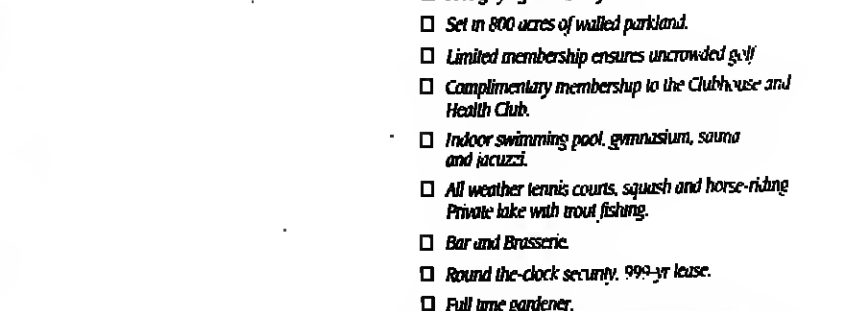 ☐ Set in 800 acres of walled parkland.
☐ Limited membership ensures uncrowded golf
☐ Complimentary membership to the Clubhouse and
Health Club.
☐ Indoor swimming pool, gymnasium, sauna
and jacuzzi.
☐ All weather tennis courts, squash and horse-riding
Private lake with trout fishing.
☐ Bar and Brasserie.
☐ Round the-clock security. 999-yr lease.
☐ Full time gardener.